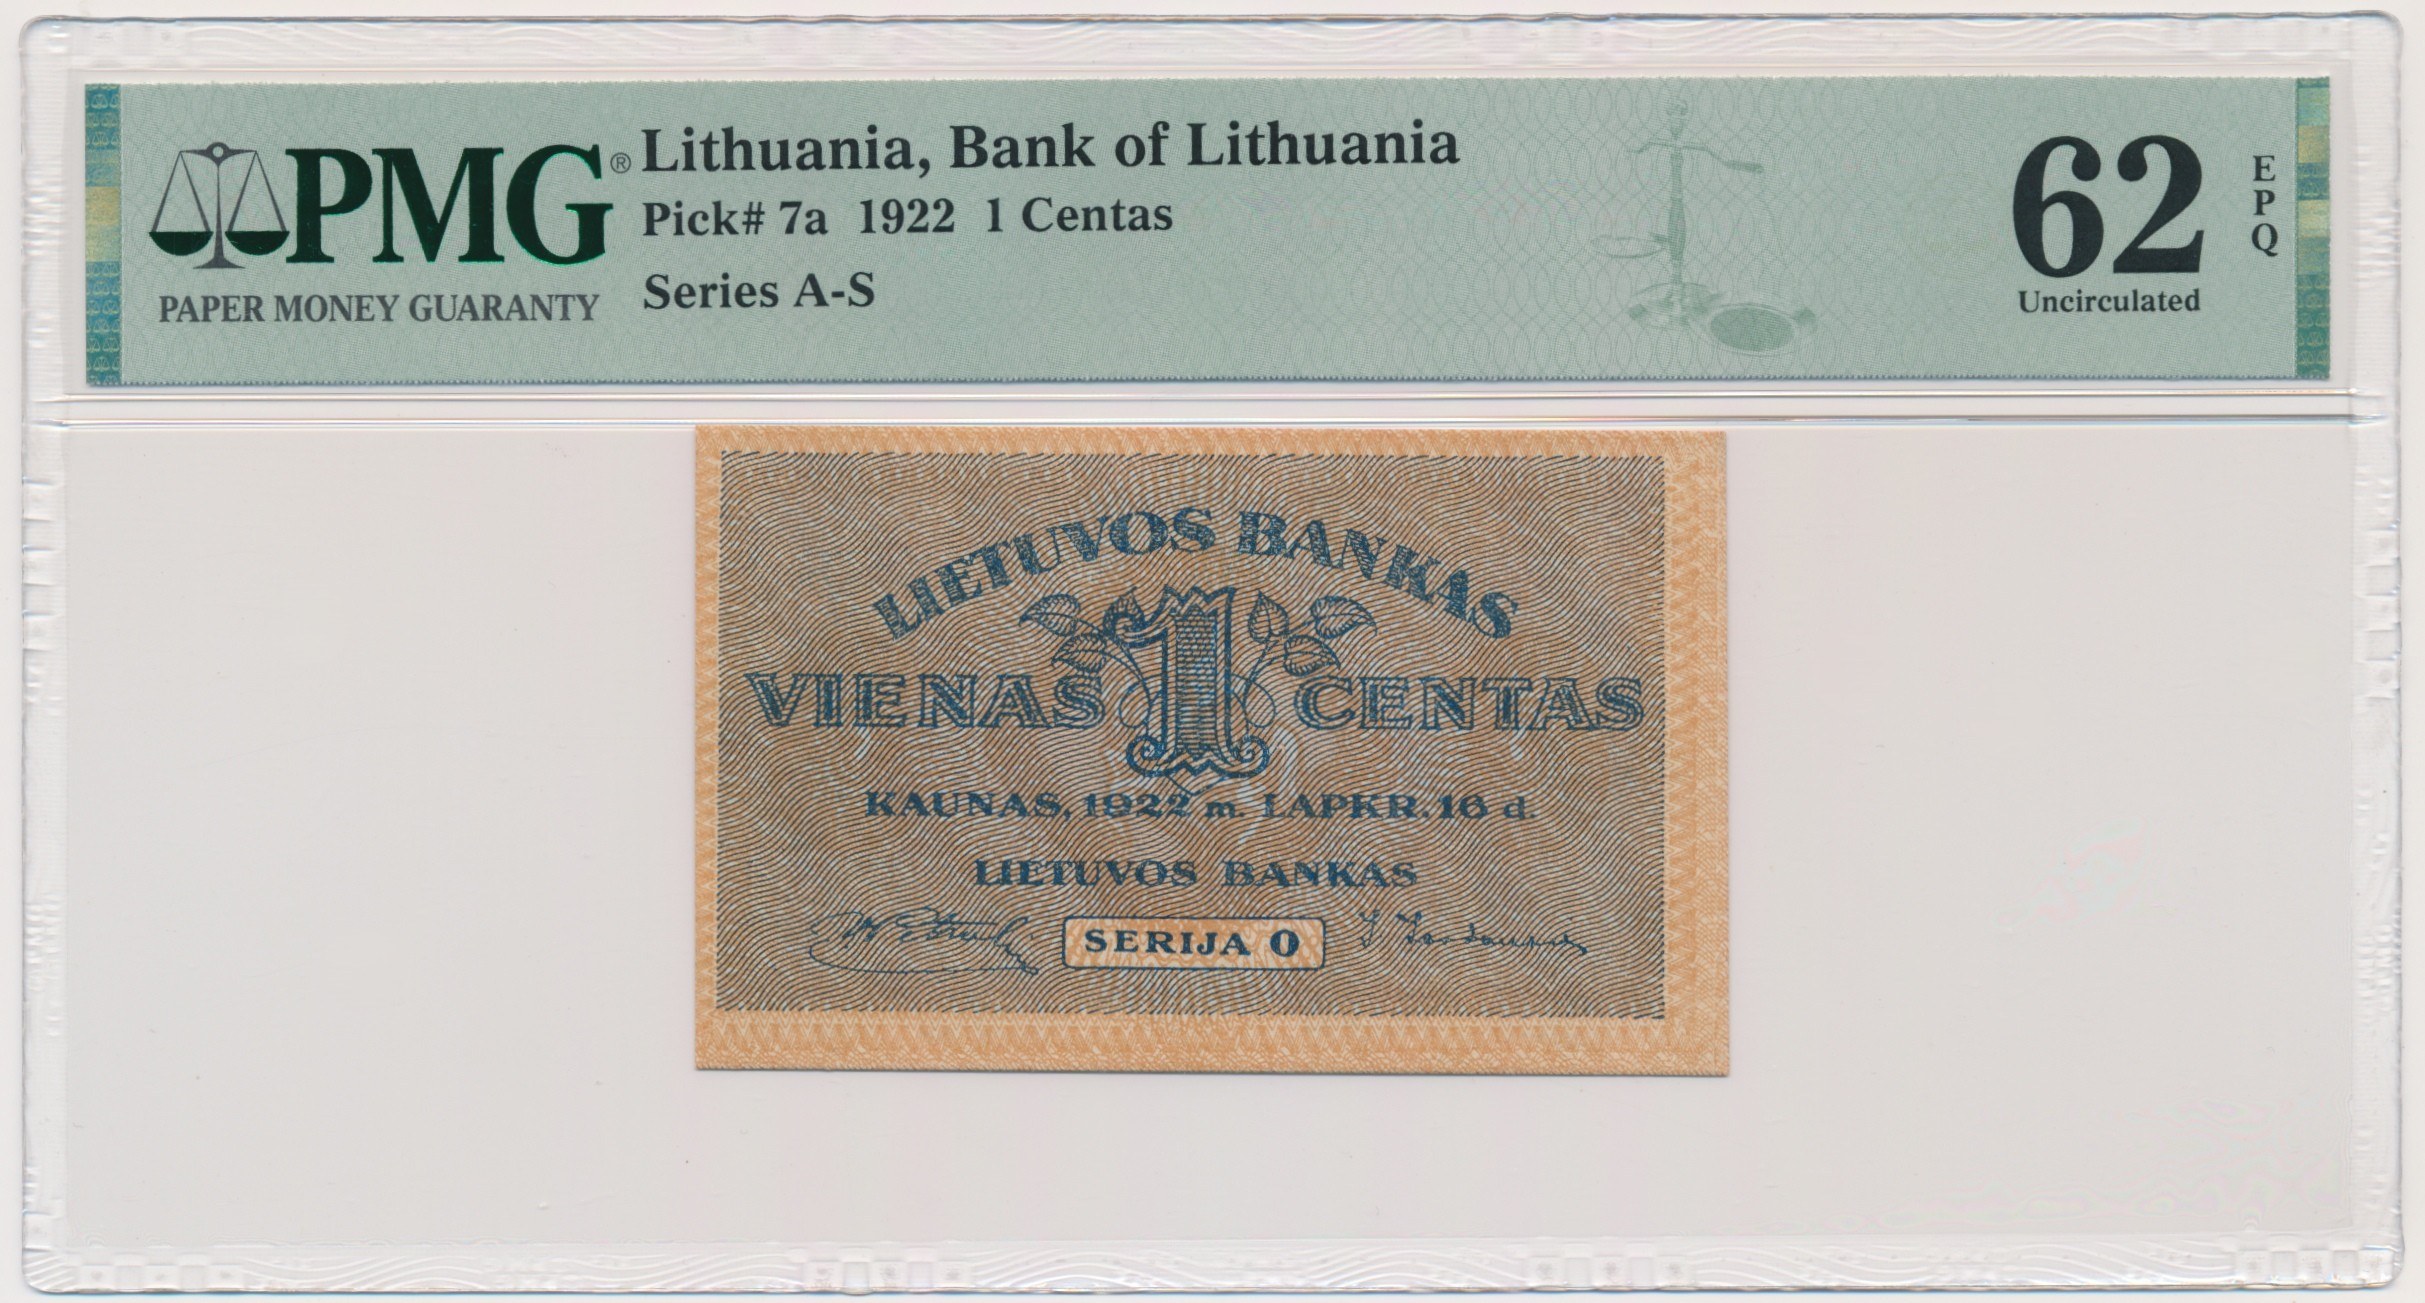 PMG®
PAPER MONEY GUARANTY
Lithuania, Bank of Lithuania
Pick# 7a 1922 1 Centas
Series A-S
62
Uncirculated
EPQ
LIETUVOS BANKAS
VIENAS 1 CENTAS
KAUNAS, 1922 m. LAPKR. 16 d.
LIETUVOS BANKAS
SERIJA O